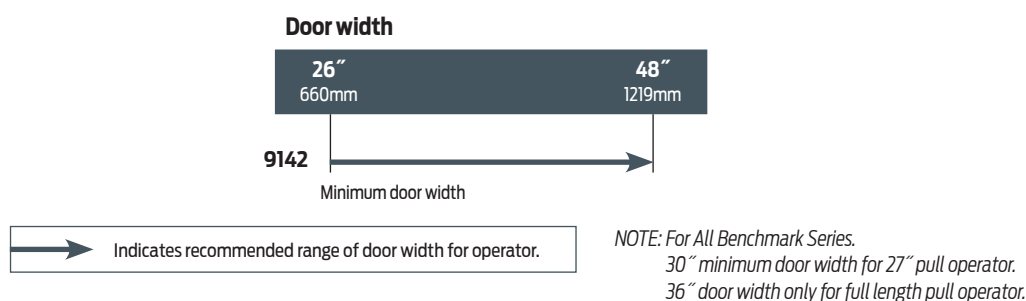 Door width
26˝ 48˝
660mm 1219mm
9142
Minimum door width
Indicates recommended range of door width for operator.
NOTE: For All Benchmark Series.
30˝ minimum door width for 27˝ pull operator.
36˝ door width only for full length pull operator.